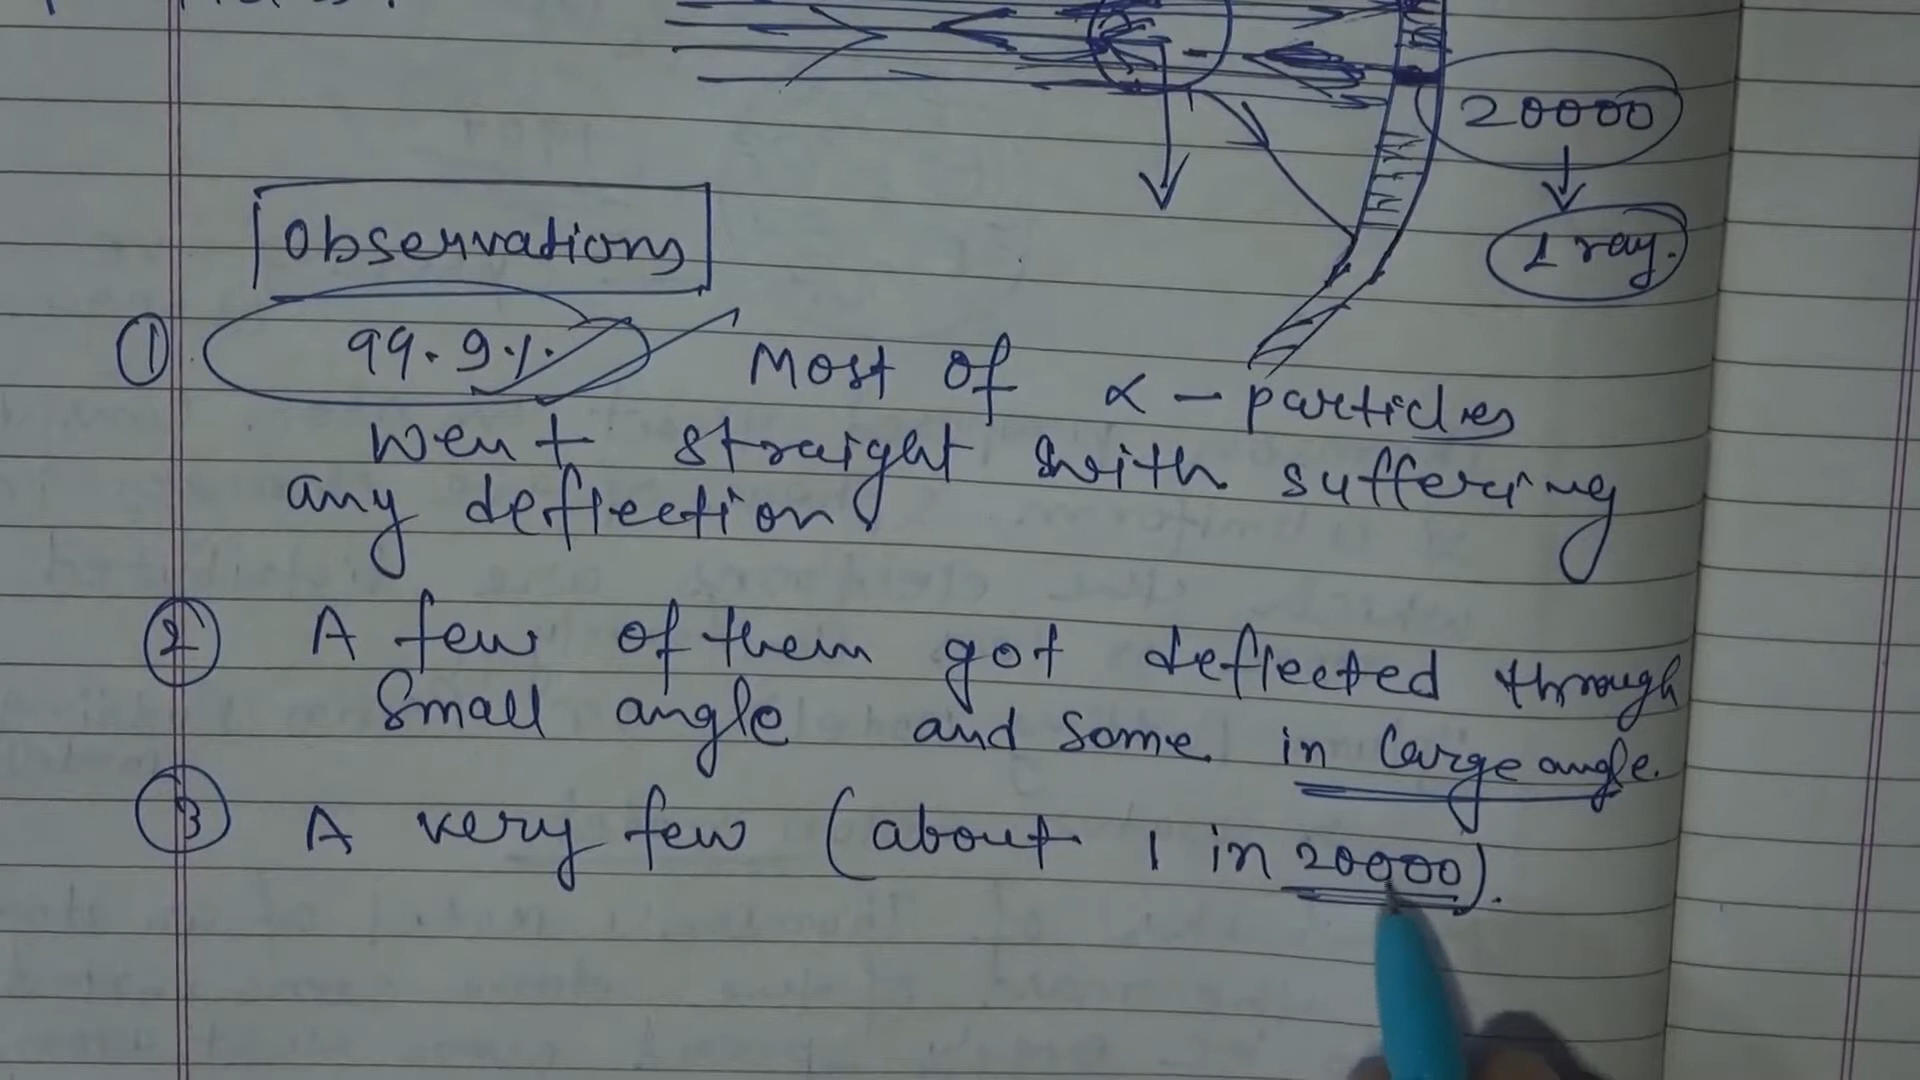 20000
1 ray.
Observations
① 99.9% Most of α - particles
went straight with suffering
any deflection
② A few of them got deflected through
small angle and some in large angle.
③ A very few (about 1 in 20000).